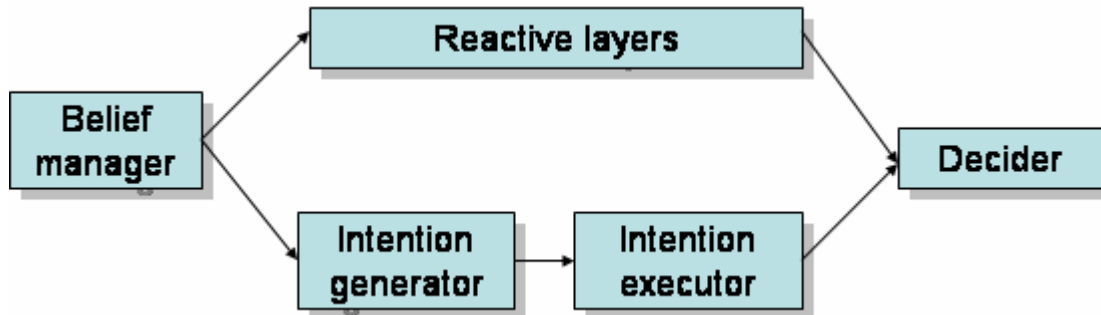 Reactive layers
Belief
manager
Decider
Intention
generator
Intention
executor